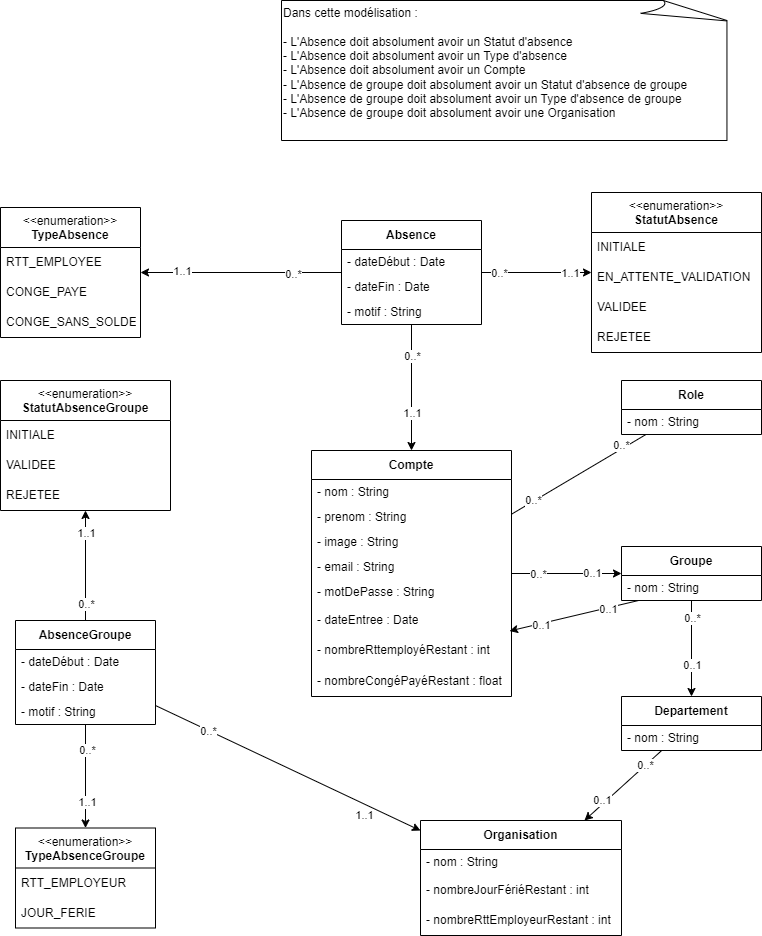 Dans cette modélisation :
- L'Absence doit absolument avoir un Statut d'absence
- L'Absence doit absolument avoir un Type d'absence
- L'Absence doit absolument avoir un Compte
- L'Absence de groupe doit absolument avoir un Statut d'absence de groupe
- L'Absence de groupe doit absolument avoir un Type d'absence de groupe
- L'Absence de groupe doit absolument avoir une Organisation
<<enumeration>>
TypeAbsence
RTT_EMPLOYEE
CONGE_PAYE
CONGE_SANS_SOLDE
1..1
0..*
Absence
- dateDébut : Date
- dateFin : Date
- motif : String
0..*
1..1
<<enumeration>>
StatutAbsence
INITIALE
EN_ATTENTE_VALIDATION
VALIDEE
REJETEE
0..*
1..1
<<enumeration>>
StatutAbsenceGroupe
INITIALE
VALIDEE
REJETEE
1..1
0..*
Compte
- nom : String
- prenom : String
- image : String
- email : String
- motDePasse : String
- dateEntree : Date
- nombreRttemployéRestant : int
- nombreCongéPayéRestant : float
Role
- nom : String
0..*
0..*
0..*
0..1
Groupe
- nom : String
0..1
0..1
0..*
0..1
AbsenceGroupe
- dateDébut : Date
- dateFin : Date
- motif : String
0..*
1..1
0..*
1..1
Departement
- nom : String
0..*
0..1
<<enumeration>>
TypeAbsenceGroupe
RTT_EMPLOYEUR
JOUR_FERIE
Organisation
- nom : String
- nombreJourFériéRestant : int
- nombreRttEmployeurRestant : int